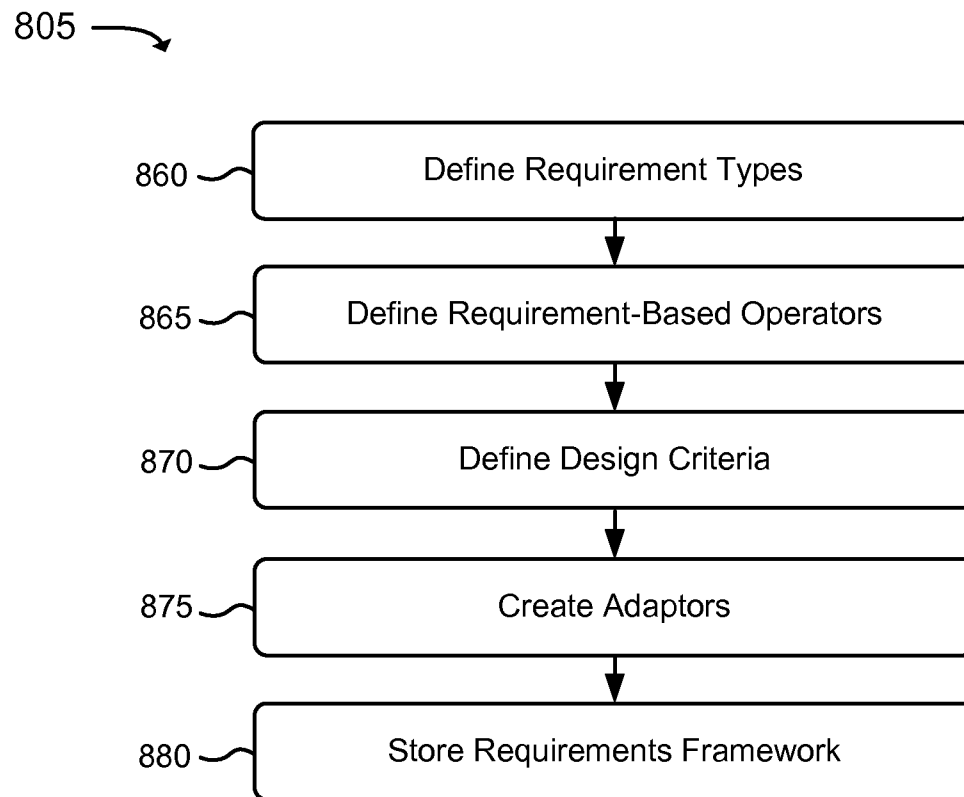 805
860
Define Requirement Types
865
Define Requirement-Based Operators
870
Define Design Criteria
875
Create Adaptors
880
Store Requirements Framework